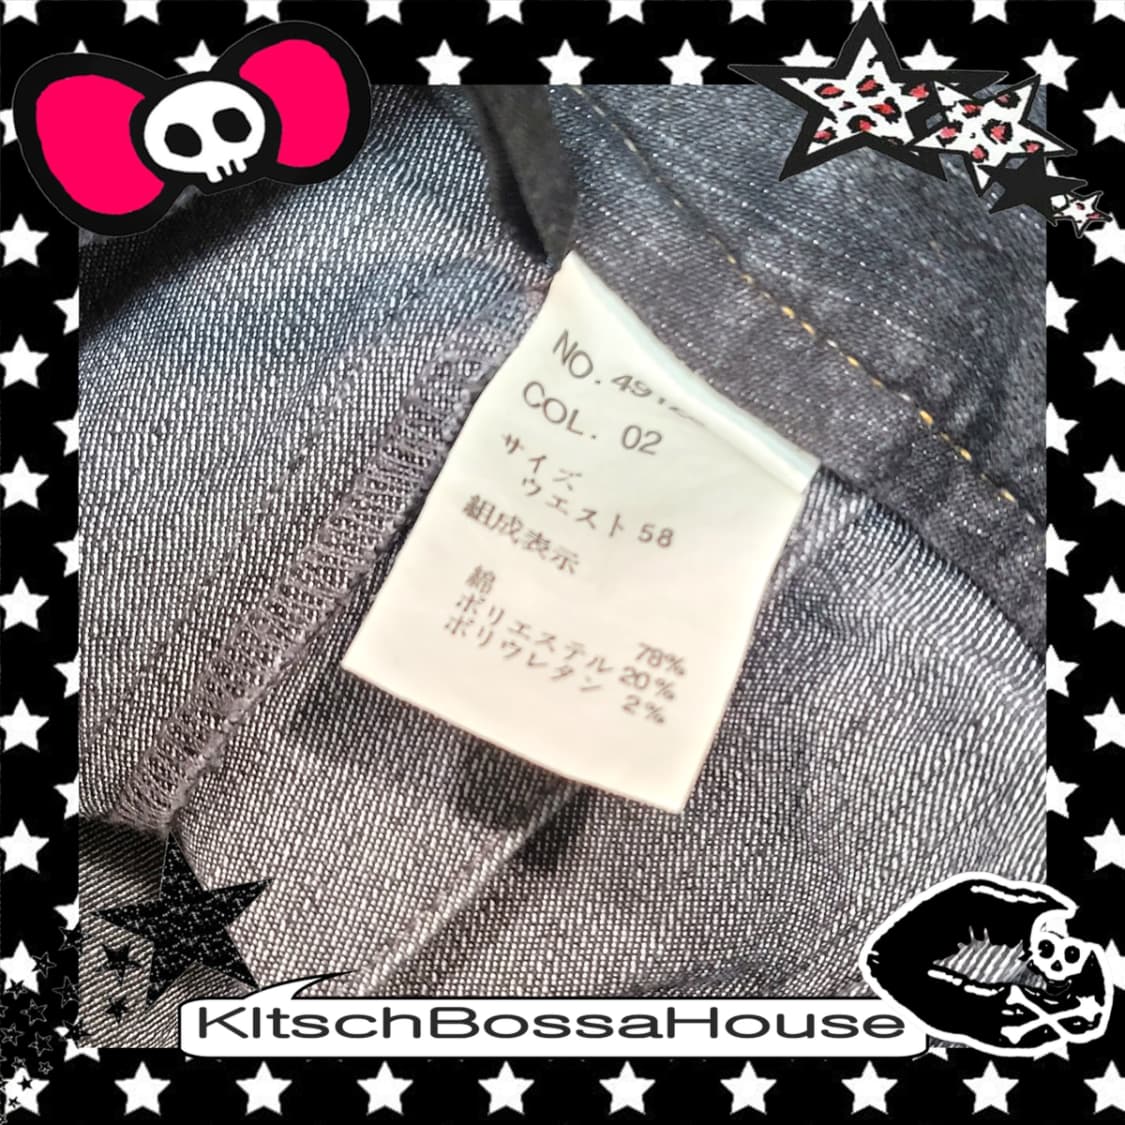 NO.
COL. 02
サイズ
ウエスト 58
組成表示
綿 78%
ポリエステル 20%
ポリウレタン 2%
KItschBossaHouse